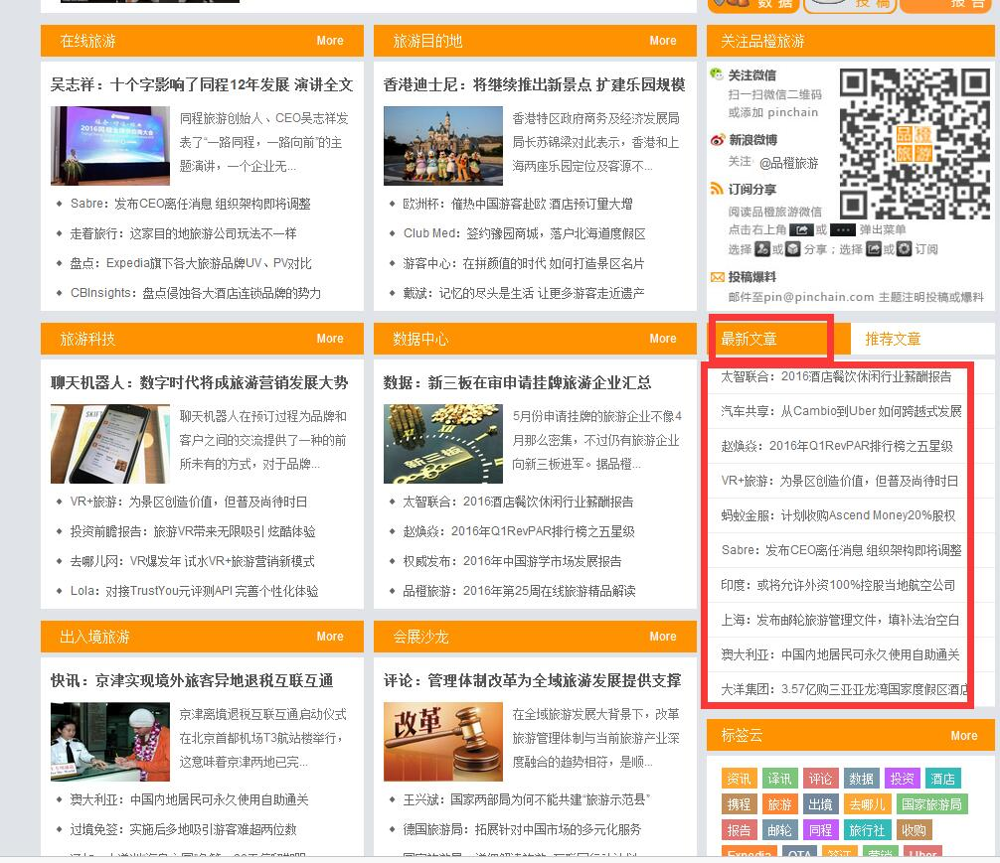 数据
投稿
报告
在线旅游 More
吴志祥：十个字影响了同程12年发展 演讲全文
同程旅游创始人、CEO吴志祥发
表了“一路同程，一路向前”的主
题演讲，一个企业无...
Sabre：发布CEO离任消息 组织架构即将调整
走着旅行：这家目的地旅游公司玩法不一样
盘点：Expedia旗下各大旅游品牌UV、PV对比
CBInsights：盘点侵蚀各大酒店连锁品牌的势力
旅游目的地 More
香港迪士尼：将继续推出新景点 扩建乐园规模
香港特区政府商务及经济发展局
局长苏锦梁对此表示，香港和上
海两座乐园定位及客源不...
欧洲杯：催热中国游客赴欧 酒店预订量大增
Club Med：签约豫园商城，落户北海道度假区
游客中心：在拼颜值的时代 如何打造景区名片
戴斌：记忆的尽头是生活 让更多游客走近遗产
关注品橙旅游
关注微信
扫一扫微信二维码
或添加 pinchain
新浪微博
关注：@品橙旅游
订阅分享
阅读品橙旅游微信
点击右上角 或 弹出菜单
选择 或 分享；选择 或 订阅
投稿爆料
邮件至pin@pinchain.com 主题注明投稿或爆料
品橙
旅游
旅游科技 More
聊天机器人：数字时代将成旅游营销发展大势
聊天机器人在预订过程为品牌和
客户之间的交流提供了一种的前
所未有的方式，对于品牌...
VR+旅游：为景区创造价值，但普及尚待时日
投资前瞻报告：旅游VR带来无限吸引 炫酷体验
去哪儿网：VR爆发年 试水VR+旅游营销新模式
Lola：对接TrustYou元评测API 完善个性化体验
数据中心 More
数据：新三板在审申请挂牌旅游企业汇总
5月份申请挂牌的旅游企业不像4
月那么密集，不过仍有旅游企业
向新三板进军。据品橙...
新三板
太智联合：2016酒店餐饮休闲行业薪酬报告
赵焕焱：2016年Q1RevPAR排行榜之五星级
权威发布：2016年中国游学市场发展报告
品橙旅游：2016年第25周在线旅游精品解读
最新文章 推荐文章
太智联合：2016酒店餐饮休闲行业薪酬报告
汽车共享：从Cambio到Uber 如何跨越式发展
赵焕焱：2016年Q1RevPAR排行榜之五星级
VR+旅游：为景区创造价值，但普及尚待时日
蚂蚁金服：计划收购Ascend Money20%股权
Sabre：发布CEO离任消息 组织架构即将调整
印度：或将允许外资100%控股当地航空公司
上海：发布邮轮旅游管理文件，填补法治空白
澳大利亚：中国内地居民可永久使用自助通关
大洋集团：3.57亿购三亚亚龙湾国家度假区酒店
出入境旅游 More
快讯：京津实现境外旅客异地退税互联互通
京津离境退税互联互通启动仪式
在北京首都机场T3航站楼举行，
这意味着京津两地已完...
澳大利亚：中国内地居民可永久使用自助通关
过境免签：实施后多地吸引游客难超两位数
会展沙龙 More
评论：管理体制改革为全域旅游发展提供支撑
改革
在全域旅游发展大背景下，改革
旅游管理体制与当前旅游产业深
度融合的趋势相符，是顺...
王兴斌：国家两部局为何不能共建“旅游示范县”
德国旅游局：拓展针对中国市场的多元化服务
标签云 More
资讯 译讯 评论 数据 投资 酒店
携程 旅游 出境 去哪儿 国家旅游局
报告 邮轮 同程 旅行社 收购
Expedia OTA 签证 营销 Uber